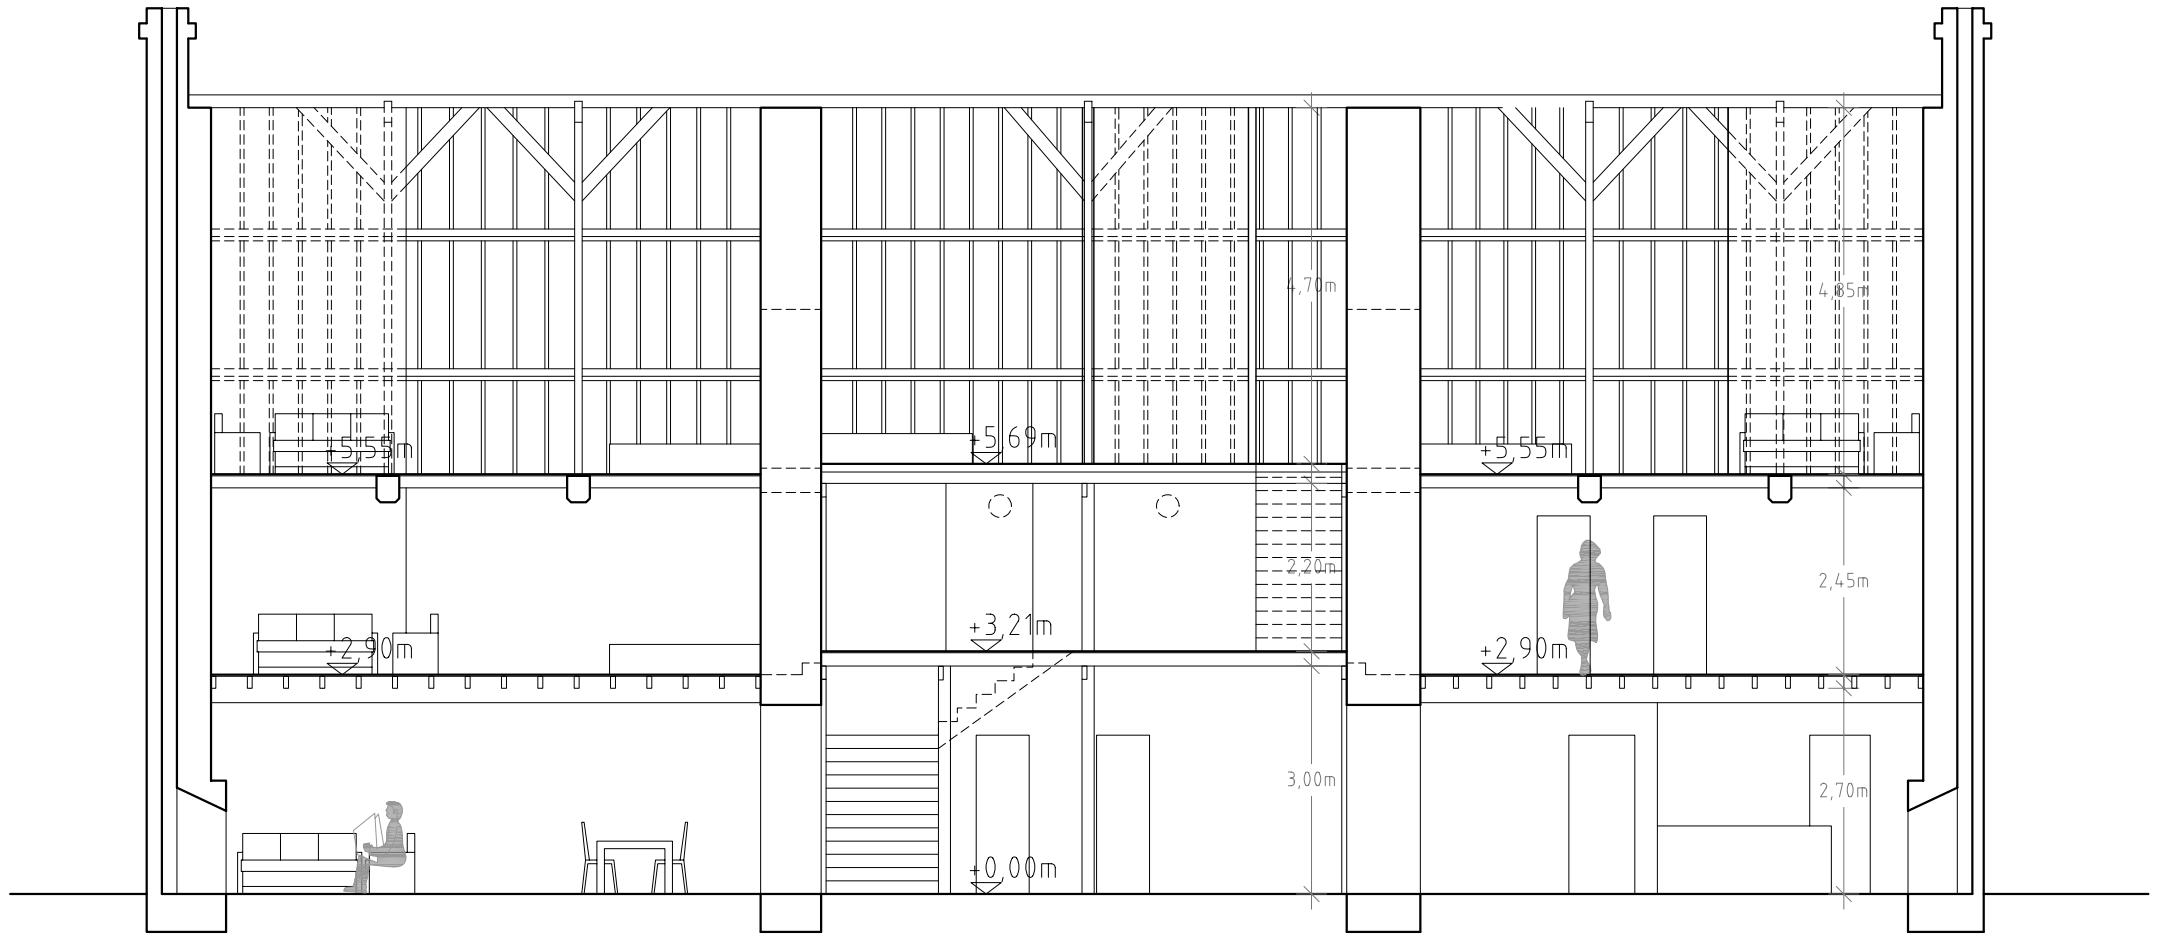 4,70m
4,85m
+5,55m
+5,69m
+5,55m
2,20m
2,45m
+2,90m
+3,21m
+2,90m
3,00m
2,70m
+0,00m